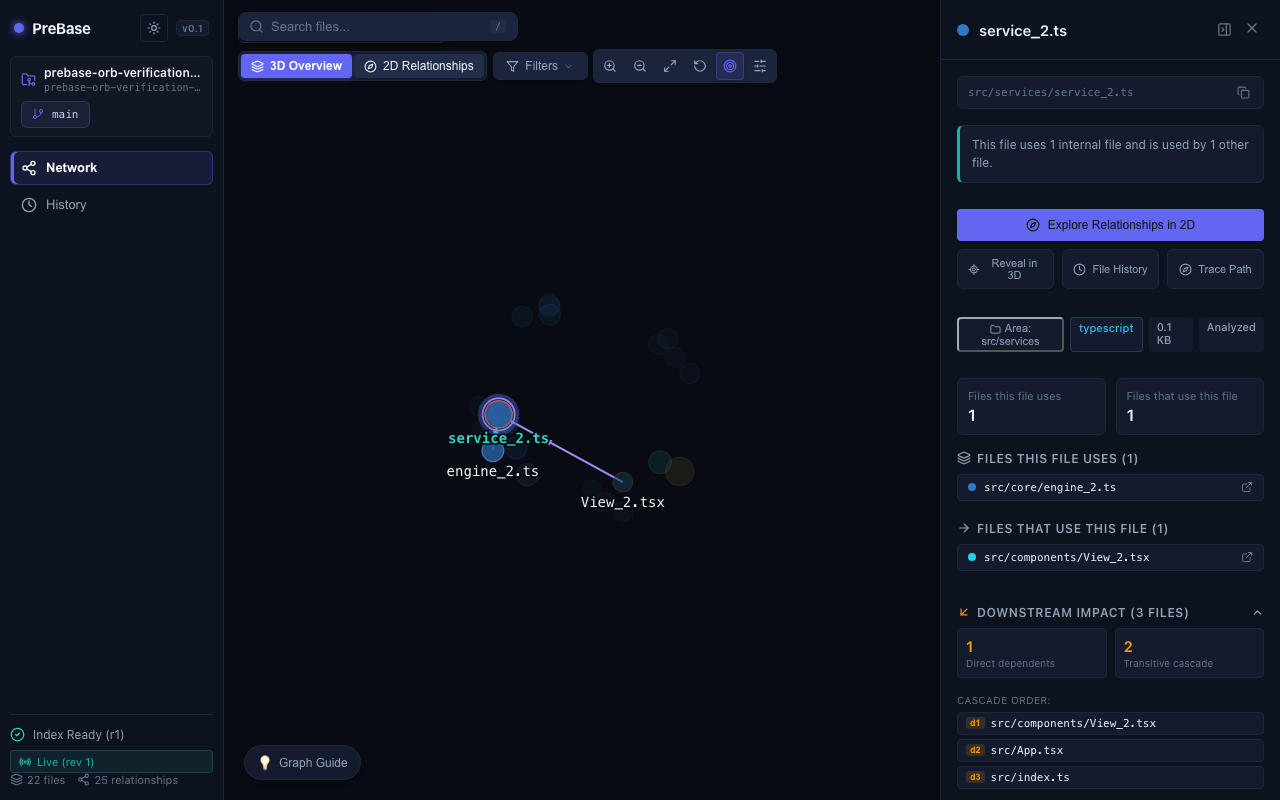 PreBase
v0.1
prebase-orb-verification...
prebase-orb-verification-…
main
Network
History
Index Ready (r1)
Live (rev 1)
22 files
25 relationships
Search files...
/
3D Overview
2D Relationships
Filters
service_2.ts
engine_2.ts
View_2.tsx
Graph Guide
service_2.ts
src/services/service_2.ts
This file uses 1 internal file and is used by 1 other
file.
Explore Relationships in 2D
Reveal in
3D
File History
Trace Path
Area:
src/services
typescript
0.1
KB
Analyzed
Files this file uses
1
Files that use this file
1
FILES THIS FILE USES (1)
src/core/engine_2.ts
FILES THAT USE THIS FILE (1)
src/components/View_2.tsx
DOWNSTREAM IMPACT (3 FILES)
1
Direct dependents
2
Transitive cascade
CASCADE ORDER:
d1 src/components/View_2.tsx
d2 src/App.tsx
d3 src/index.ts